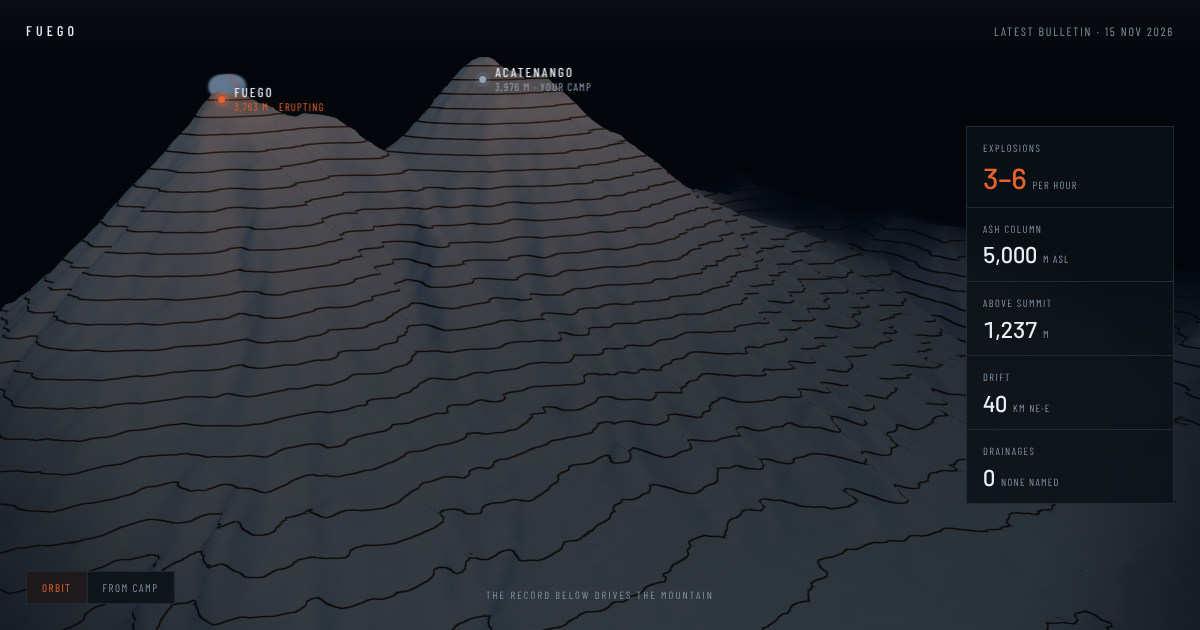 FUEGO
LATEST BULLETIN · 15 NOV 2026
ACATENANGO
3,976 M · YOUR CAMP
FUEGO
3,763 M · ERUPTING
EXPLOSIONS
3–6 PER HOUR
ASH COLUMN
5,000 M ASL
ABOVE SUMMIT
1,237 M
DRIFT
40 KM NE-E
DRAINAGES
0 NONE NAMED
ORBIT
FROM CAMP
THE RECORD BELOW DRIVES THE MOUNTAIN